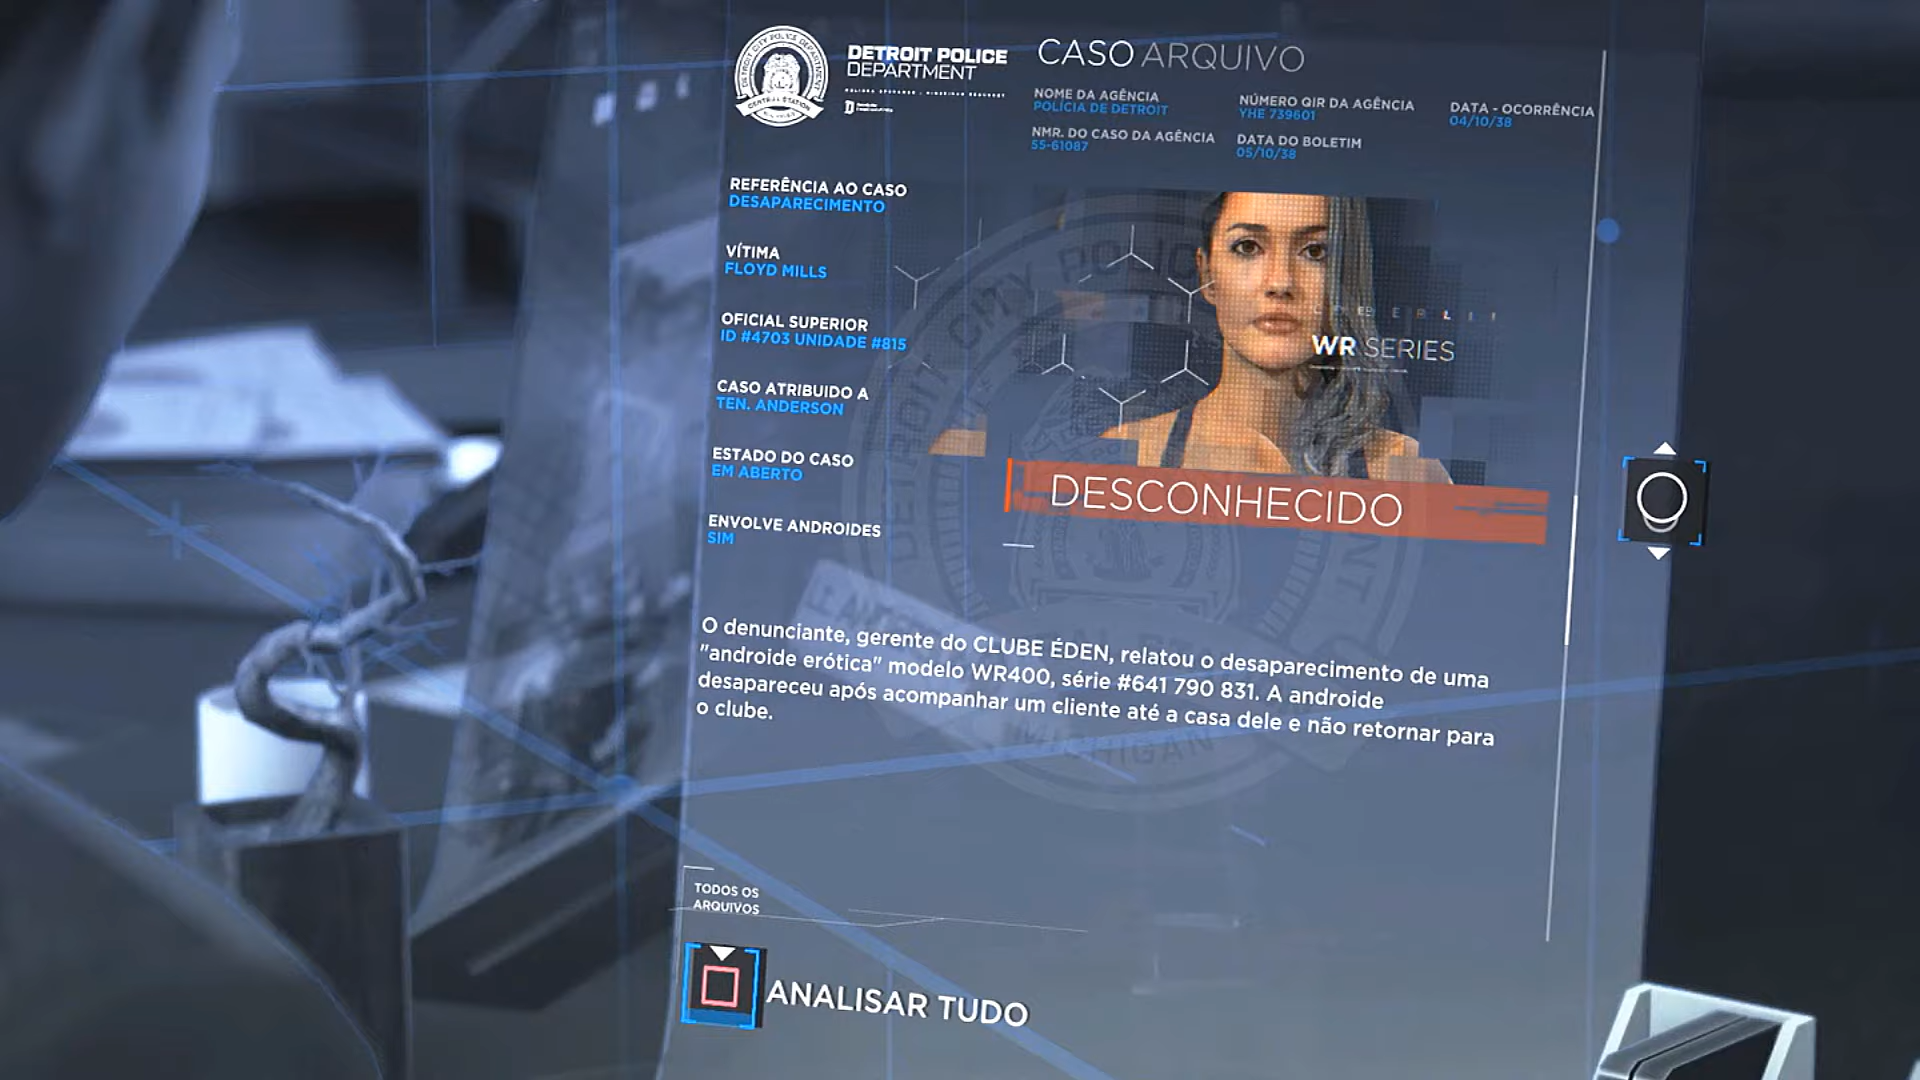 DETROIT POLICE
DEPARTMENT
CENTRAL STATION
CASO ARQUIVO
NOME DA AGÊNCIA
POLÍCIA DE DETROIT
NÚMERO QIR DA AGÊNCIA
YHE 739601
DATA - OCORRÊNCIA
04/10/38
NMR. DO CASO DA AGÊNCIA
55-61087
DATA DO BOLETIM
05/10/38
REFERÊNCIA AO CASO
DESAPARECIMENTO
VÍTIMA
FLOYD MILLS
OFICIAL SUPERIOR
ID #4703 UNIDADE #815
CASO ATRIBUIDO A
TEN. ANDERSON
ESTADO DO CASO
EM ABERTO
ENVOLVE ANDROIDES
SIM
WR SERIES
DESCONHECIDO
O denunciante, gerente do CLUBE ÉDEN, relatou o desaparecimento de uma
"androide erótica" modelo WR400, série #641 790 831. A androide
desapareceu após acompanhar um cliente até a casa dele e não retornar para
o clube.
MICHIGAN
TODOS OS
ARQUIVOS
ANALISAR TUDO